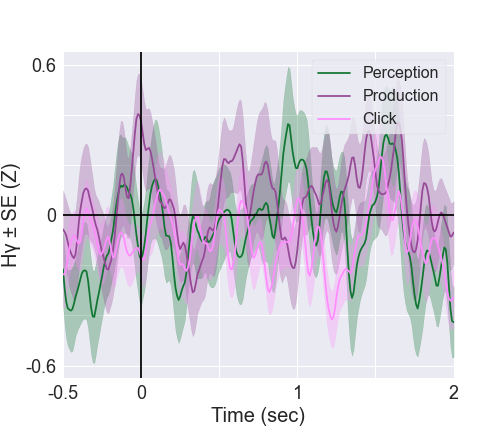 Hγ ± SE (Z)
0.6
0
-0.6
Perception
Production
Click
-0.5
0
1
2
Time (sec)